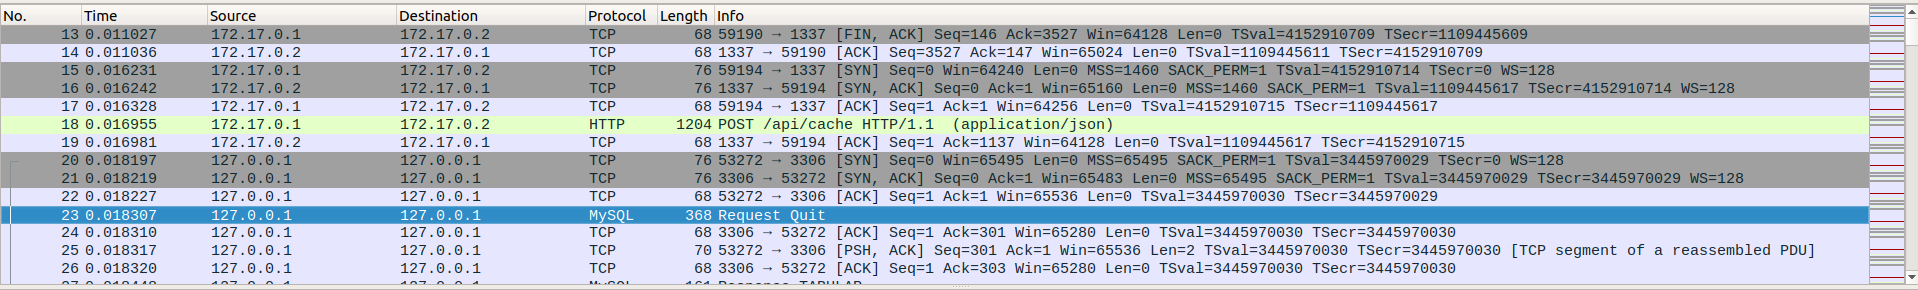 No. Time Source Destination Protocol Length Info
13 0.011027 172.17.0.1 172.17.0.2 TCP 68 59190 → 1337 [FIN, ACK] Seq=146 Ack=3527 Win=64128 Len=0 TSval=4152910709 TSecr=1109445609
14 0.011036 172.17.0.2 172.17.0.1 TCP 68 1337 → 59190 [ACK] Seq=3527 Ack=147 Win=65024 Len=0 TSval=1109445611 TSecr=4152910709
15 0.016231 172.17.0.1 172.17.0.2 TCP 76 59194 → 1337 [SYN] Seq=0 Win=64240 Len=0 MSS=1460 SACK_PERM=1 TSval=4152910714 TSecr=0 WS=128
16 0.016242 172.17.0.2 172.17.0.1 TCP 76 1337 → 59194 [SYN, ACK] Seq=0 Ack=1 Win=65160 Len=0 MSS=1460 SACK_PERM=1 TSval=1109445617 TSecr=4152910714 WS=128
17 0.016328 172.17.0.1 172.17.0.2 TCP 68 59194 → 1337 [ACK] Seq=1 Ack=1 Win=64256 Len=0 TSval=4152910715 TSecr=1109445617
18 0.016955 172.17.0.1 172.17.0.2 HTTP 1204 POST /api/cache HTTP/1.1  (application/json)
19 0.016981 172.17.0.2 172.17.0.1 TCP 68 1337 → 59194 [ACK] Seq=1 Ack=1137 Win=64128 Len=0 TSval=1109445617 TSecr=4152910715
20 0.018197 127.0.0.1 127.0.0.1 TCP 76 53272 → 3306 [SYN] Seq=0 Win=65495 Len=0 MSS=65495 SACK_PERM=1 TSval=3445970029 TSecr=0 WS=128
21 0.018219 127.0.0.1 127.0.0.1 TCP 76 3306 → 53272 [SYN, ACK] Seq=0 Ack=1 Win=65483 Len=0 MSS=65495 SACK_PERM=1 TSval=3445970029 TSecr=3445970029 WS=128
22 0.018227 127.0.0.1 127.0.0.1 TCP 68 53272 → 3306 [ACK] Seq=1 Ack=1 Win=65536 Len=0 TSval=3445970030 TSecr=3445970029
23 0.018307 127.0.0.1 127.0.0.1 MySQL 368 Request Quit
24 0.018310 127.0.0.1 127.0.0.1 TCP 68 3306 → 53272 [ACK] Seq=1 Ack=301 Win=65280 Len=0 TSval=3445970030 TSecr=3445970030
25 0.018317 127.0.0.1 127.0.0.1 TCP 70 53272 → 3306 [PSH, ACK] Seq=301 Ack=1 Win=65536 Len=2 TSval=3445970030 TSecr=3445970030 [TCP segment of a reassembled PDU]
26 0.018320 127.0.0.1 127.0.0.1 TCP 68 3306 → 53272 [ACK] Seq=1 Ack=303 Win=65280 Len=0 TSval=3445970030 TSecr=3445970030